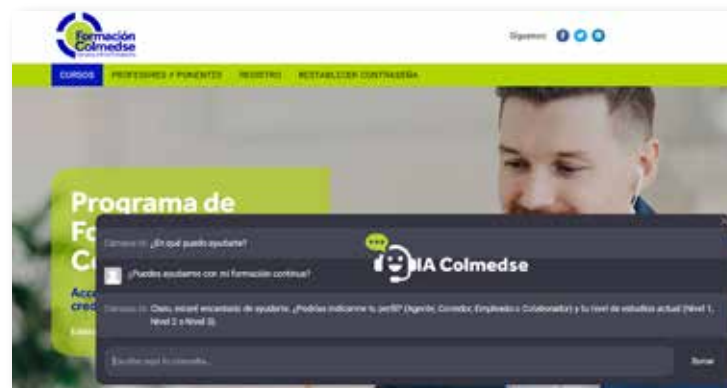 Formación
Colmedse
Síguenos:
CURSOS PROFESORES Y PONENTES REGISTRO RESTABLECER CONTRASEÑA
Programa de
Fo
C
Acce
cred
¿En qué puedo ayudarte?
IA Colmedse
¿Puedes ayudarme con mi formación continua?
Claro, estaré encantado de ayudarte. ¿Podrías indicarme tu perfil? (Agente, Corredor, Empleado o Colaborador) y tu nivel de estudios actual (Nivel 1,
Nivel 2 o Nivel 3).
Escribe aquí tu consulta...